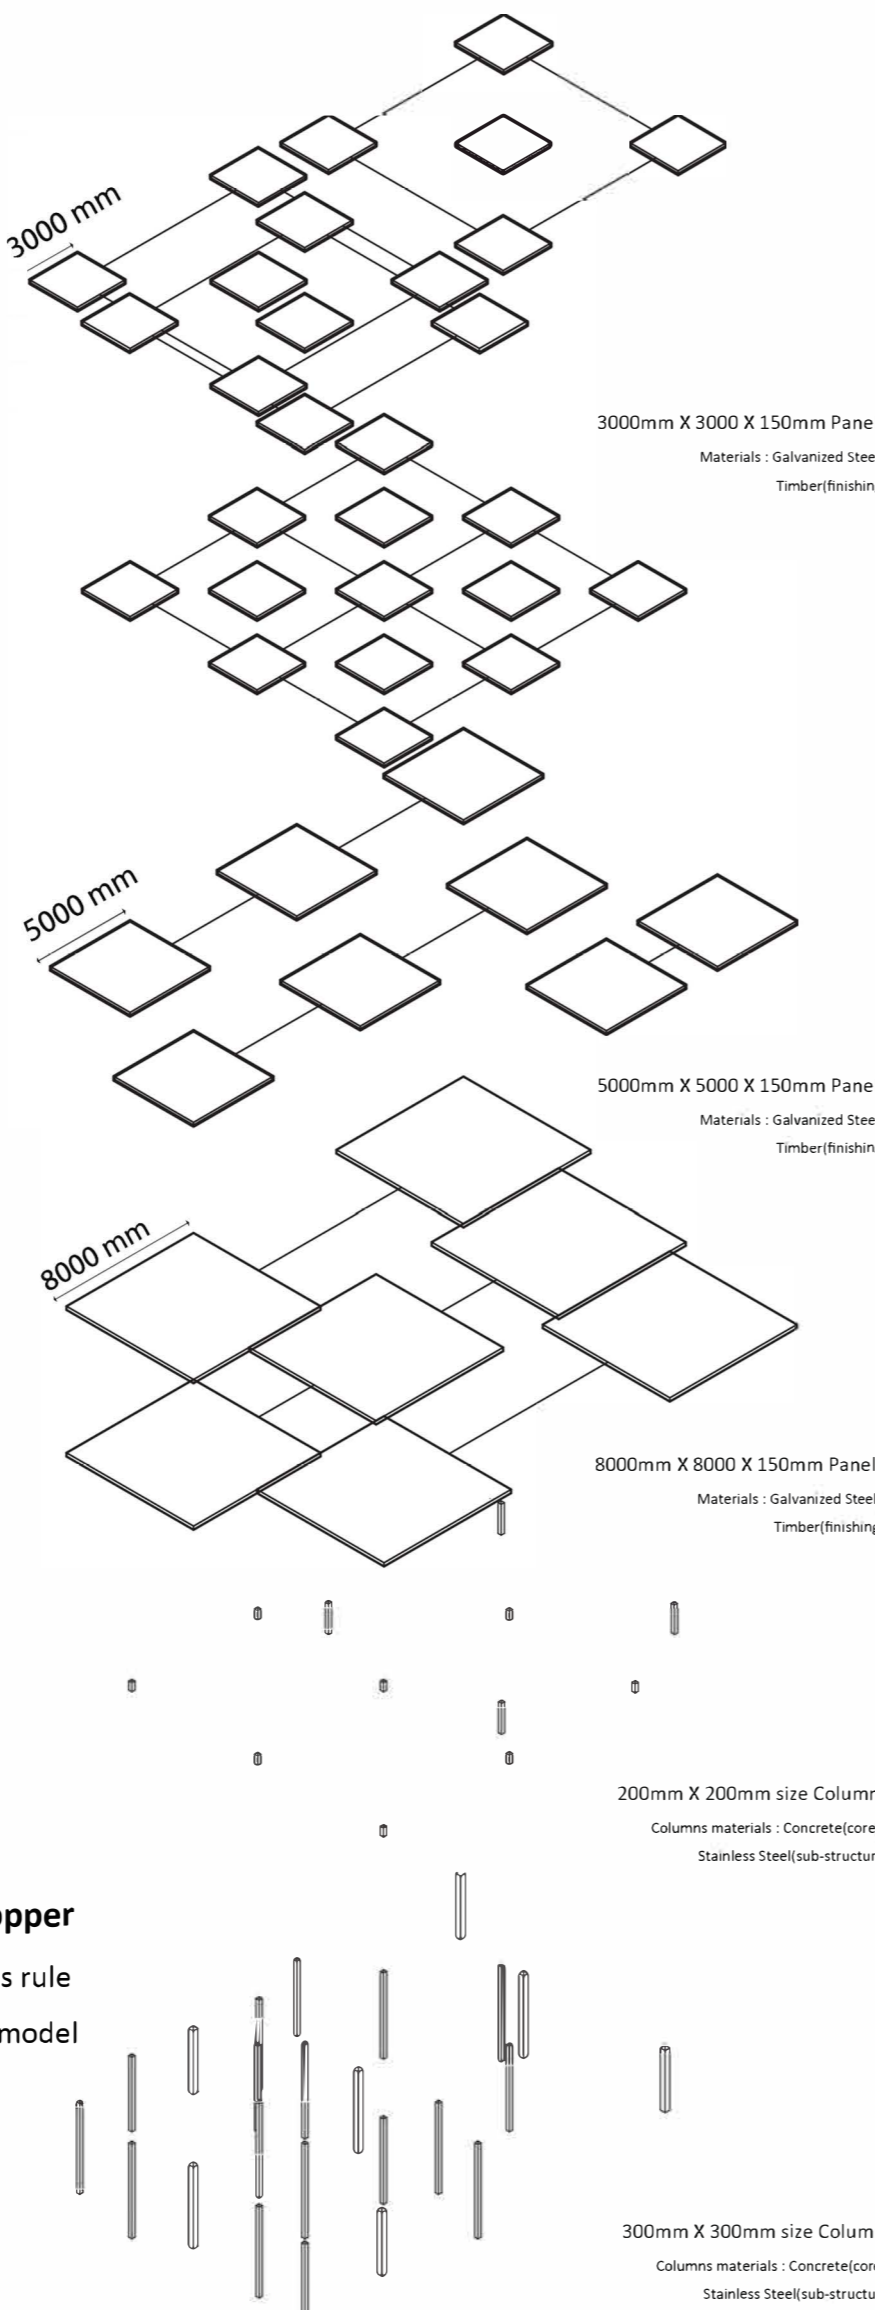 3000 mm
3000mm X 3000 X 150mm Pane
Materials : Galvanized Stee
Timber(finishin
5000 mm
5000mm X 5000 X 150mm Pane
Materials : Galvanized Stee
Timber(finishin
8000 mm
8000mm X 8000 X 150mm Panel
Materials : Galvanized Steel
Timber(finishing
200mm X 200mm size Column
Columns materials : Concrete(core
Stainless Steel(sub-structur
opper
s rule
model
300mm X 300mm size Colum
Columns materials : Concrete(cor
Stainless Steel(sub-structu